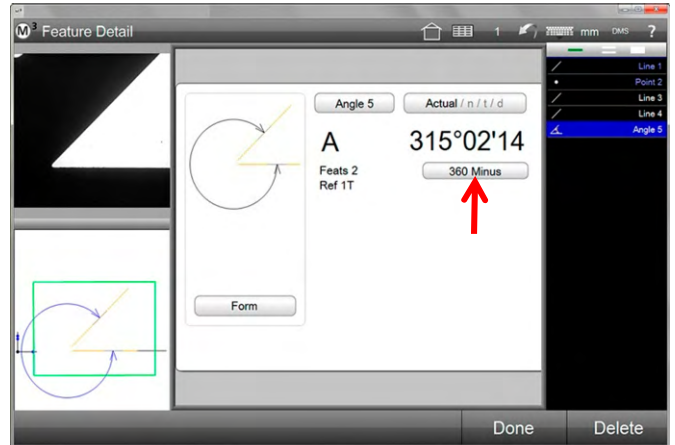 M³ Feature Detail
1 mm DMS ?
Line 1
Point 2
Line 3
Line 4
Angle 5
Angle 5 Actual / n / t / d
A 315°02'14
Feats 2 360 Minus
Ref 1T
Form
Done Delete